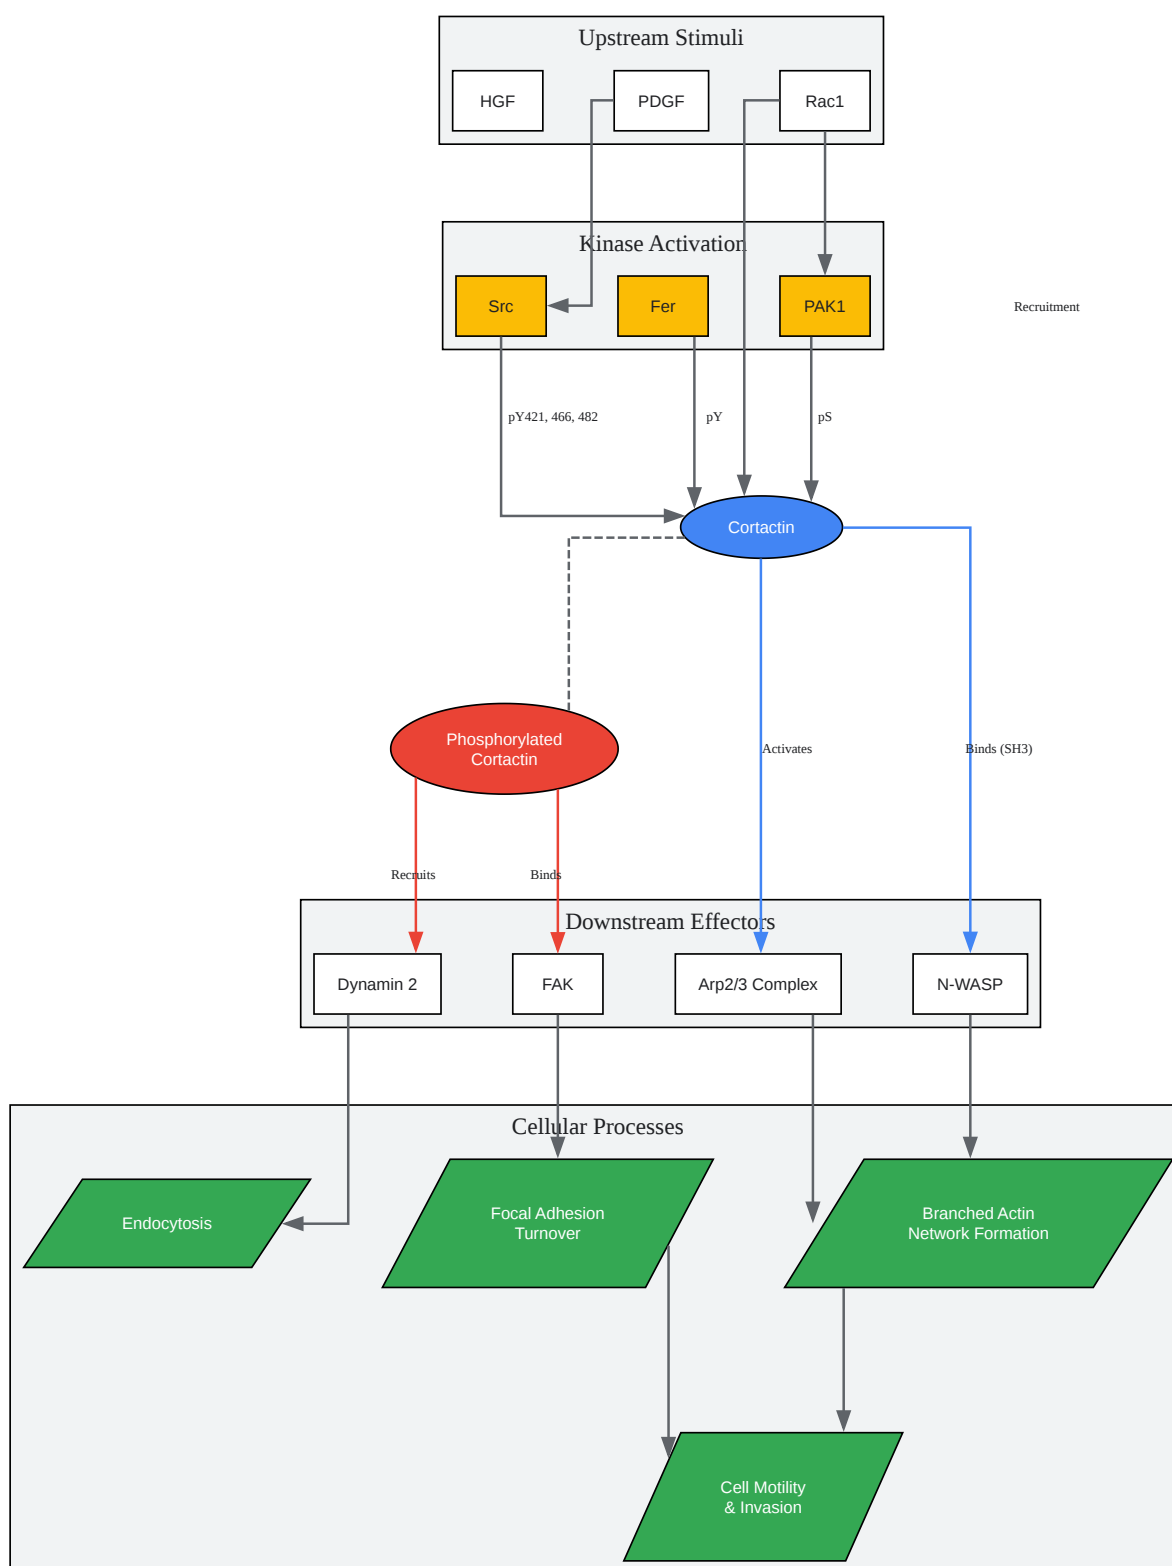 Upstream Stimuli
HGF
PDGF
Rac1
Kinase Activation
Src
Fer
PAK1
Recruitment
pY421, 466, 482
pY
pS
Cortactin
Phosphorylated
Cortactin
Activates
Binds (SH3)
Recruits
Binds
Downstream Effectors
Dynamin 2
FAK
Arp2/3 Complex
N-WASP
Cellular Processes
Endocytosis
Focal Adhesion
Turnover
Branched Actin
Network Formation
Cell Motility
& Invasion